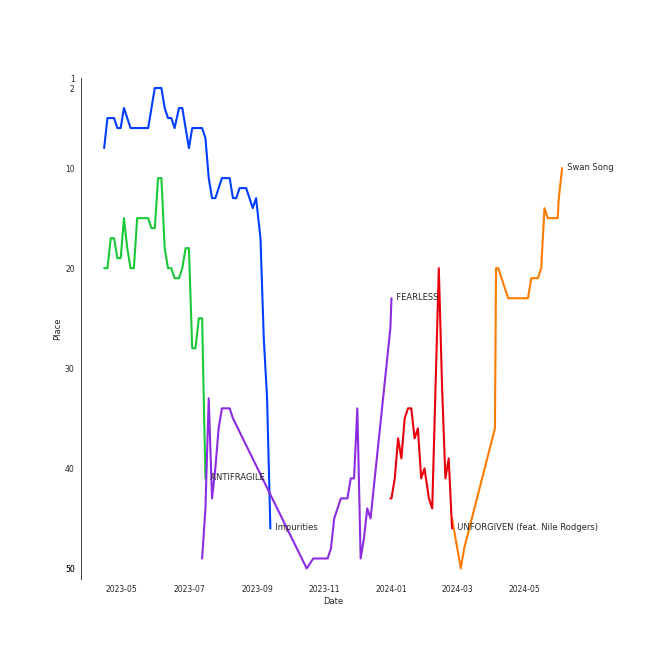 1
2
10
Swan Song
20
FEARLESS
30
Place
40
ANTIFRAGILE
Impurities
UNFORGIVEN (feat. Nile Rodgers)
50
2023-05
2023-07
2023-09
2023-11
2024-01
2024-03
2024-05
Date